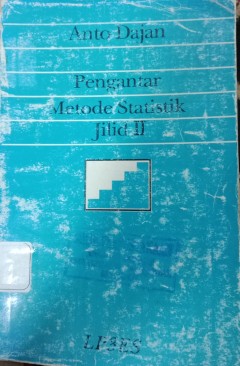 Anto Dajan
Pengantar
Metode Statistik
Jilid II
LP3ES